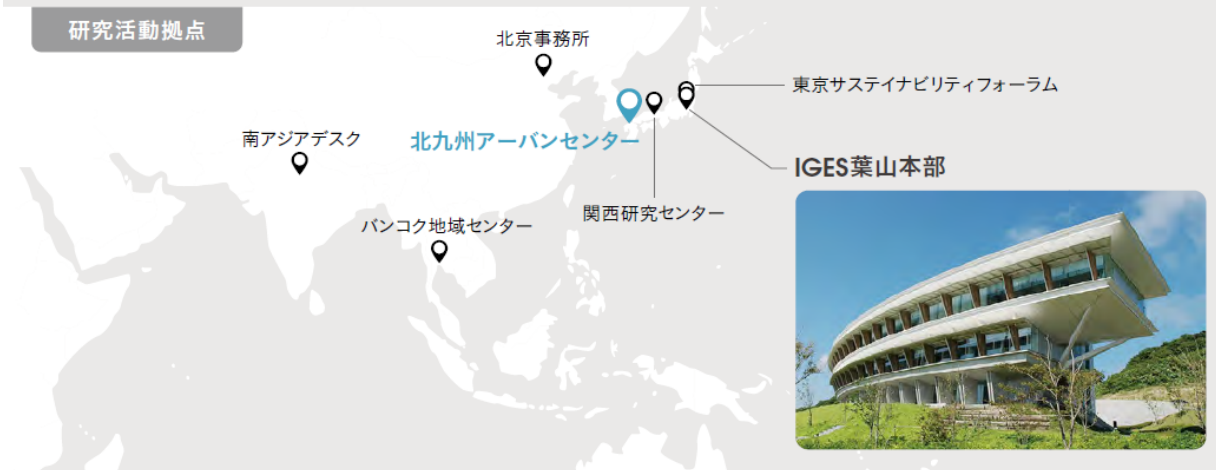 研究活動拠点
北京事務所
東京サステイナビリティフォーラム
南アジアデスク
北九州アーバンセンター
IGES葉山本部
関西研究センター
バンコク地域センター